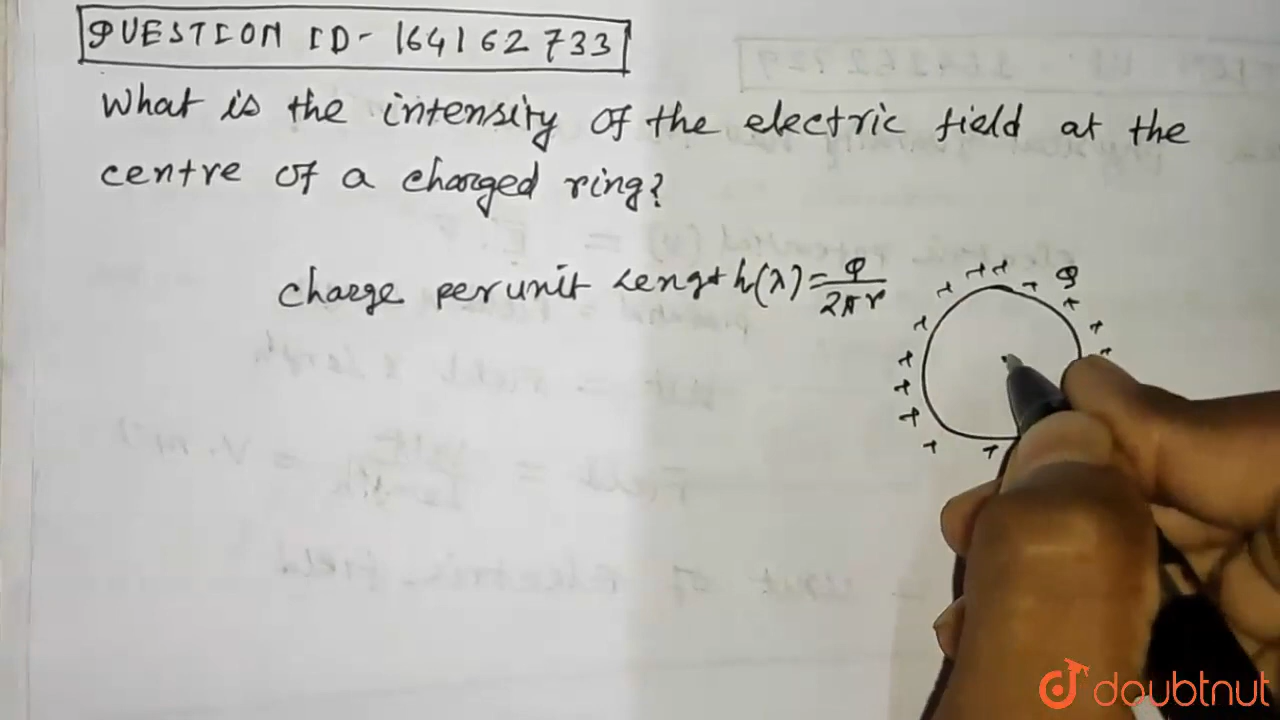 QUESTION ID- 164162733
What is the intensity of the electric field at the
centre of a charged ring?
Charge per unit Length(λ)=Q/2πr
Q
doubtnut